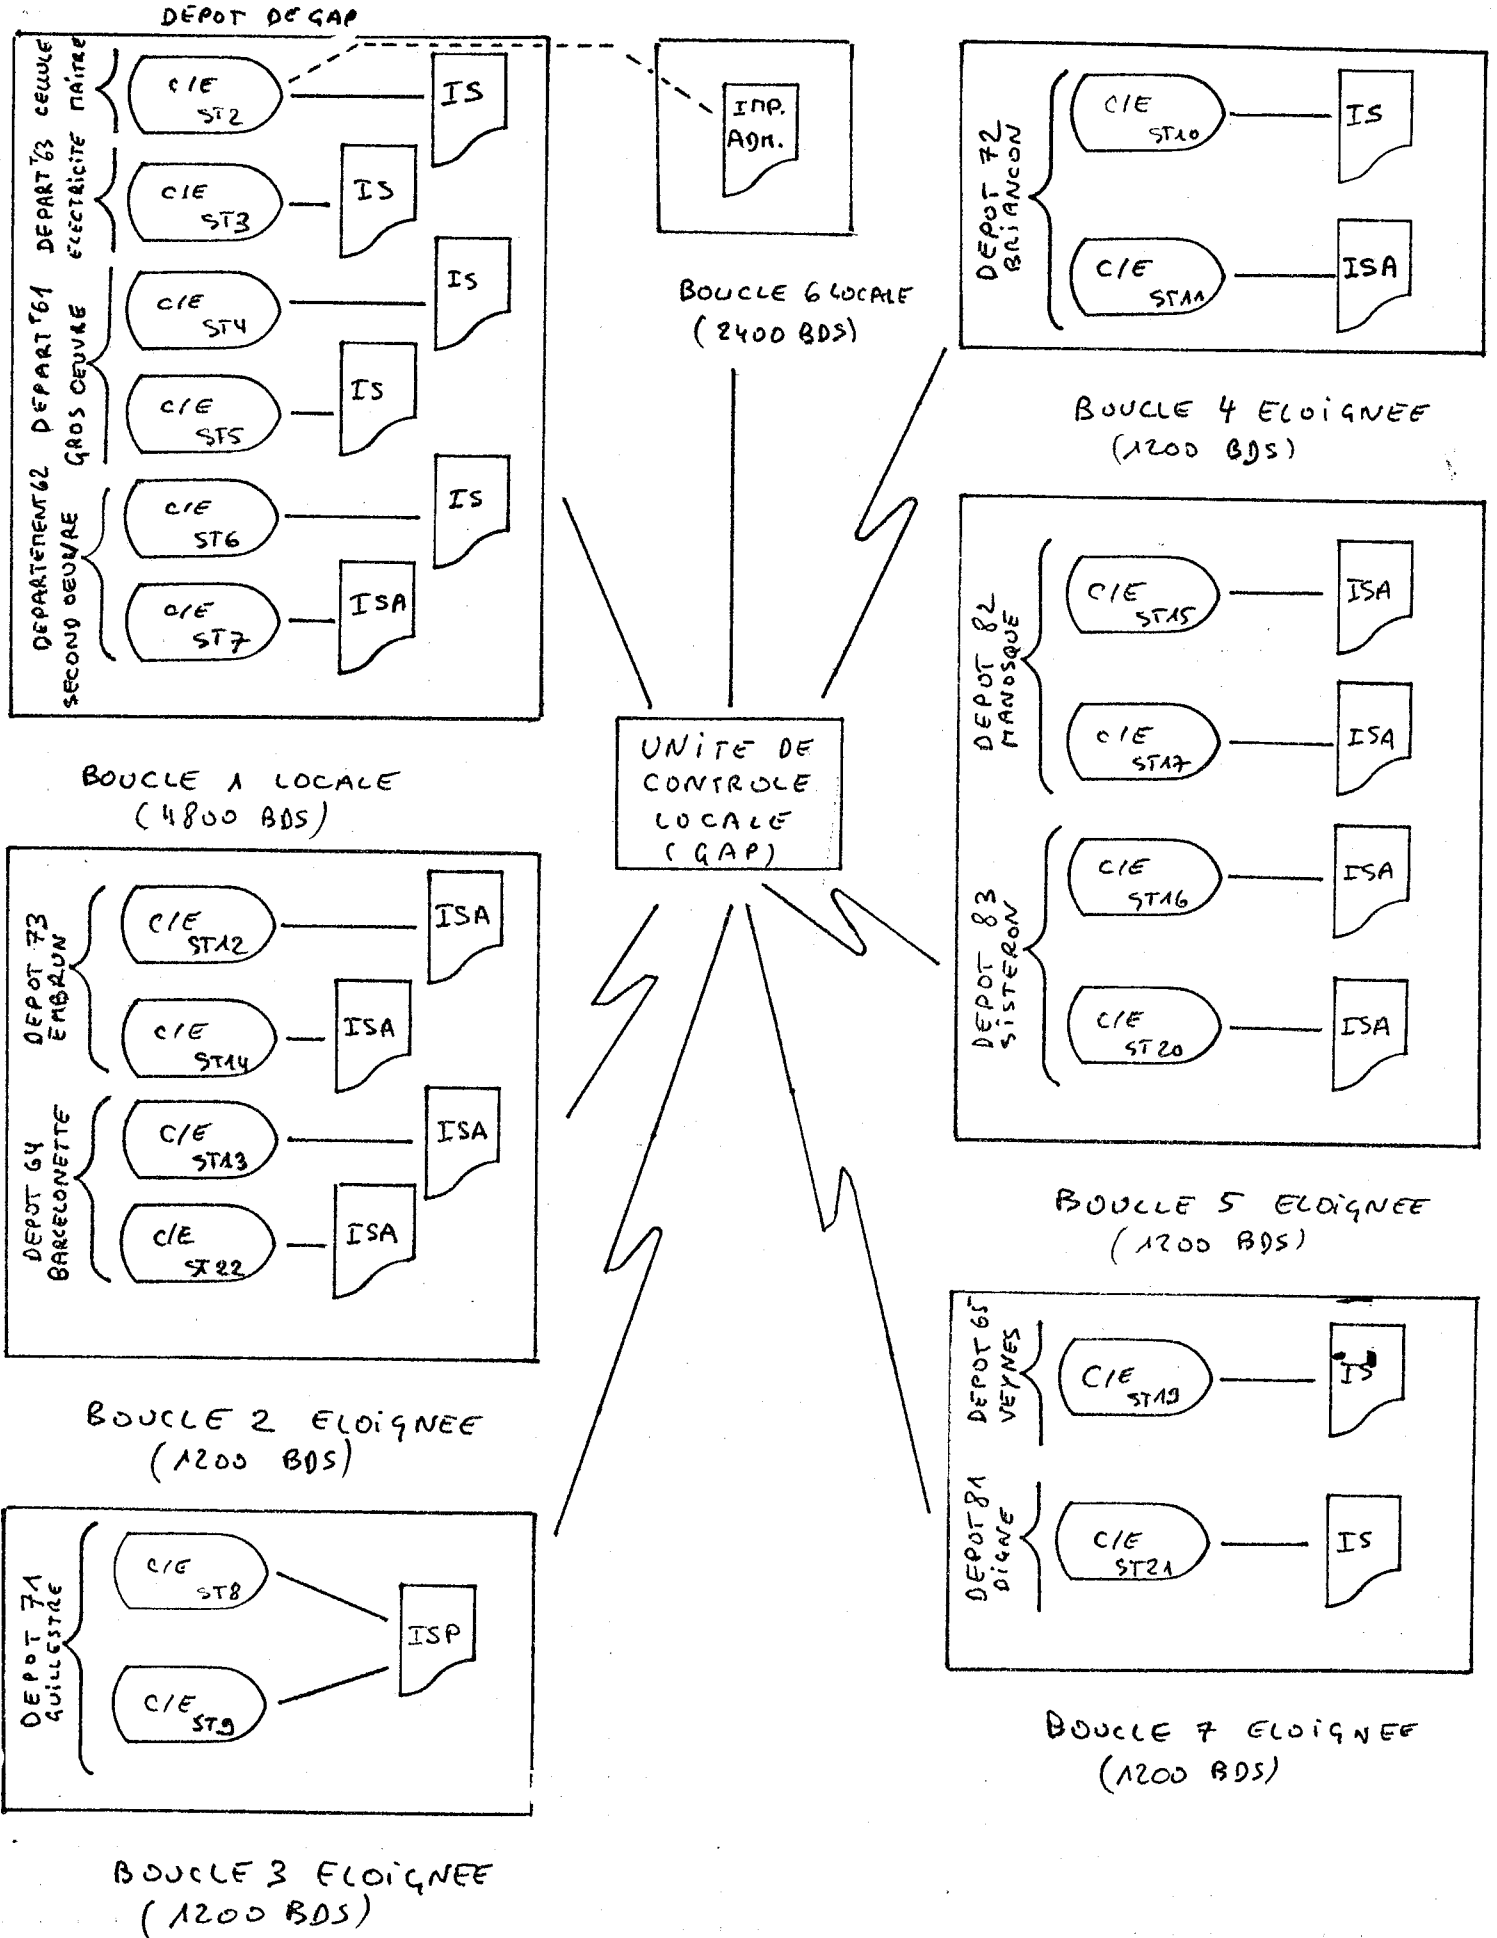 DEPOT DE GAP
CELLULE
MAÎTRE
C/E
ST2
IS
DEPART^T63
ELECTRICITE
C/E
ST3
IS
DEPART^T61
GROS OEUVRE
C/E
ST4
IS
C/E
ST5
IS
DEPARTEMENT 62
SECOND OEUVRE
C/E
ST6
IS
C/E
ST7
ISA
BOUCLE 1 LOCALE
(4800 BDS)
IMP.
ADM.
BOUCLE 6 LOCALE
(2400 BDS)
DEPOT 72
BRIANCON
C/E
ST10
IS
C/E
ST11
ISA
BOUCLE 4 ELOIGNEE
(1200 BDS)
UNITE DE
CONTROLE
LOCALE
(GAP)
DEPOT 73
EMBRUN
C/E
ST12
ISA
C/E
ST14
ISA
DEPOT 64
BARCELONETTE
C/E
ST13
ISA
C/E
ST22
ISA
BOUCLE 2 ELOIGNEE
(1200 BDS)
DEPOT 82
MANOSQUE
C/E
ST15
ISA
C/E
ST17
ISA
DEPOT 83
SISTERON
C/E
ST16
ISA
C/E
ST20
ISA
BOUCLE 5 ELOIGNEE
(1200 BDS)
DEPOT 71
GUILLESTRE
C/E
ST8
C/E
ST9
ISP
BOUCLE 3 ELOIGNEE
(1200 BDS)
DEPOT 65
VEYNES
C/E
ST19
IS
DEPOT 81
DIGNE
C/E
ST21
IS
BOUCLE 7 ELOIGNEE
(1200 BDS)